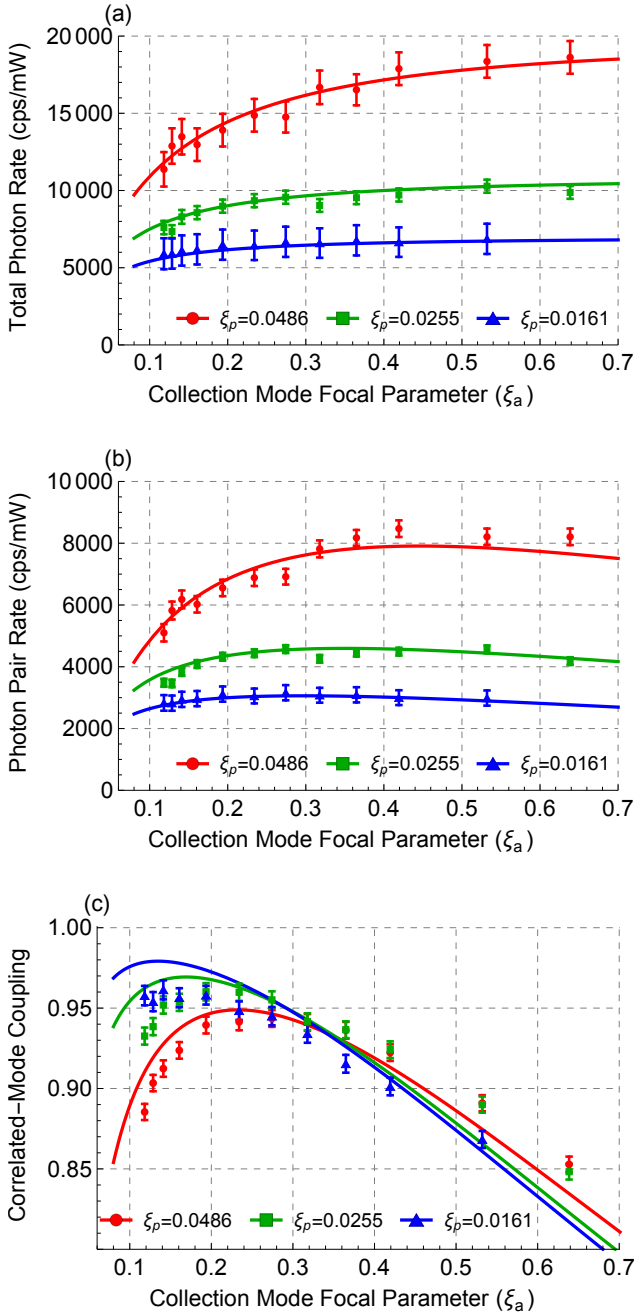 (a)
Total Photon Rate (cps/mW)
20 000
15 000
10 000
5000
0
ξp=0.0486 ξp=0.0255 ξp=0.0161
0.1 0.2 0.3 0.4 0.5 0.6 0.7
Collection Mode Focal Parameter (ξa)
(b)
Photon Pair Rate (cps/mW)
10 000
8000
6000
4000
2000
0
ξp=0.0486 ξp=0.0255 ξp=0.0161
0.1 0.2 0.3 0.4 0.5 0.6 0.7
Collection Mode Focal Parameter (ξa)
(c)
Correlated-Mode Coupling
1.00
0.95
0.90
0.85
ξp=0.0486 ξp=0.0255 ξp=0.0161
0.1 0.2 0.3 0.4 0.5 0.6 0.7
Collection Mode Focal Parameter (ξa)